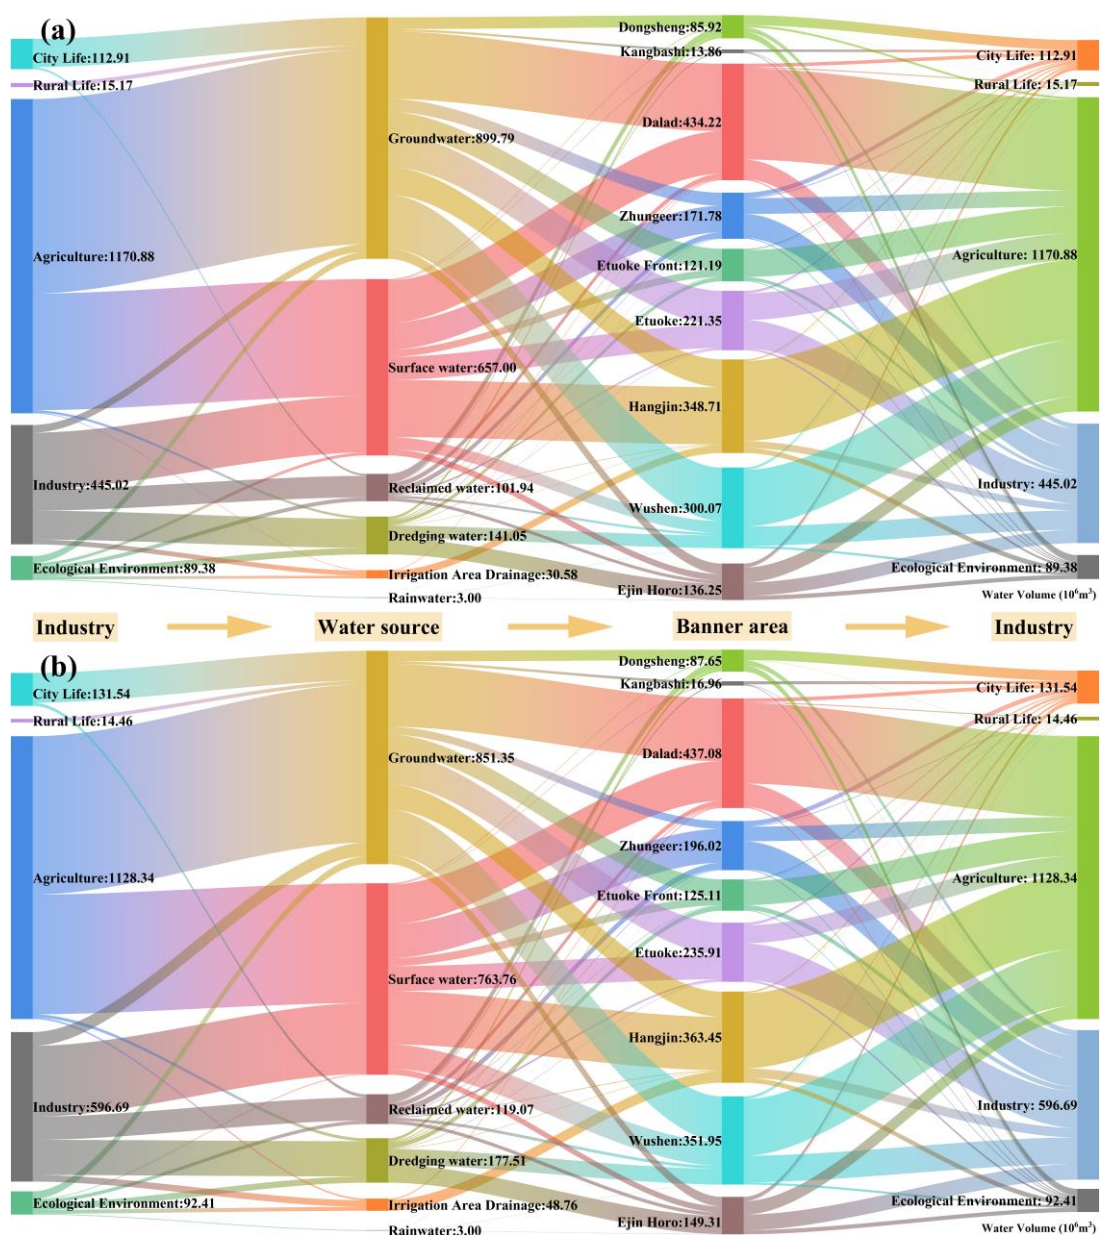 (a)
City Life:112.91
Rural Life:15.17
Agriculture:1170.88
Industry:445.02
Ecological Environment:89.38
Groundwater:899.79
Surface water:657.00
Reclaimed water:101.94
Dredging water:141.05
Irrigation Area Drainage:30.58
Rainwater:3.00
Dongsheng:85.92
Kangbashi:13.86
Dalad:434.22
Zhungeer:171.78
Etuoke Front:121.19
Etuoke:221.35
Hangjin:348.71
Wushen:300.07
Ejin Horo:136.25
City Life: 112.91
Rural Life: 15.17
Agriculture: 1170.88
Industry: 445.02
Ecological Environment: 89.38
Water Volume (10⁶m³)
Industry
Water source
Banner area
Industry
(b)
City Life:131.54
Rural Life:14.46
Agriculture:1128.34
Industry:596.69
Ecological Environment:92.41
Groundwater:851.35
Surface water:763.76
Reclaimed water:119.07
Dredging water:177.51
Irrigation Area Drainage:48.76
Rainwater:3.00
Dongsheng:87.65
Kangbashi:16.96
Dalad:437.08
Zhungeer:196.02
Etuoke Front:125.11
Etuoke:235.91
Hangjin:363.45
Wushen:351.95
Ejin Horo:149.31
City Life: 131.54
Rural Life: 14.46
Agriculture: 1128.34
Industry: 596.69
Ecological Environment: 92.41
Water Volume (10⁶m³)